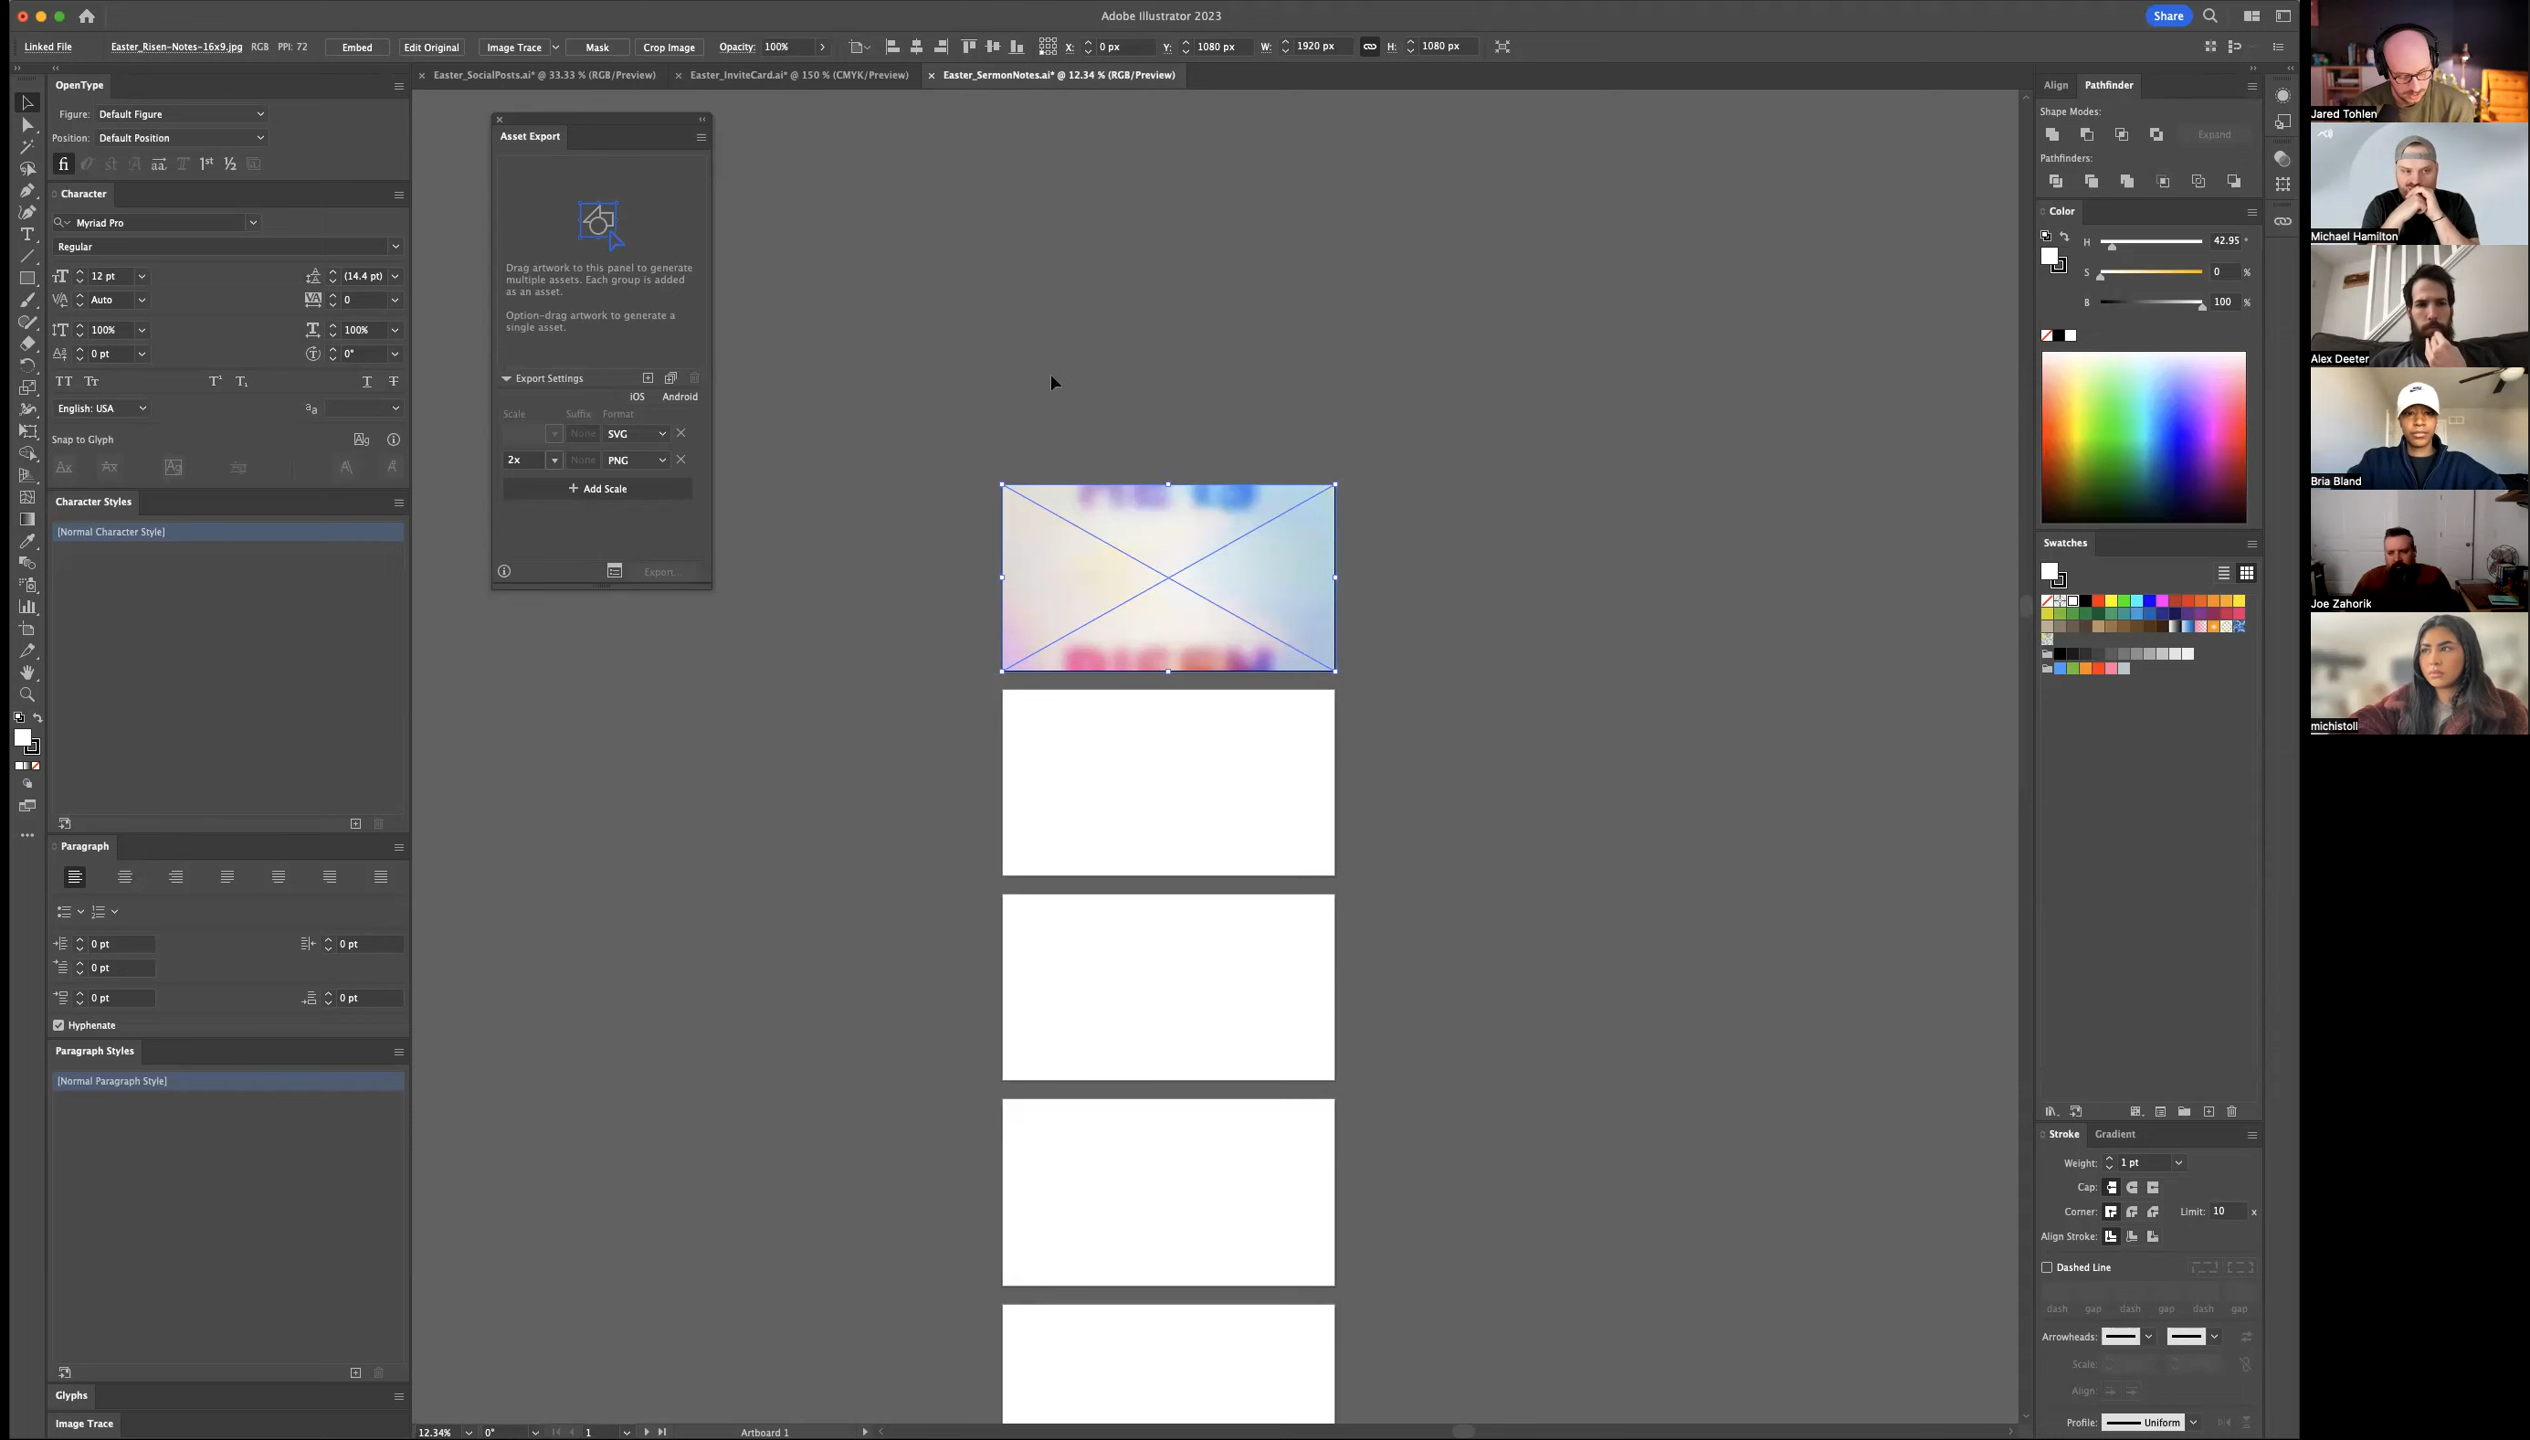 Adobe Illustrator 2023
Share
Linked File
Easter_Risen-Notes-16x9.jpg
RGB
PPI: 72
Embed
Edit Original
Image Trace
Mask
Crop Image
Opacity:
100%
X:
0 px
Y:
1080 px
W:
1920 px
H:
1080 px
Easter_SocialPosts.ai* @ 33.33 % (RGB/Preview)
Easter_InviteCard.ai* @ 150 % (CMYK/Preview)
Easter_SermonNotes.ai* @ 12.34 % (RGB/Preview)
OpenType
Figure:
Default Figure
Position:
Default Position
Character
Myriad Pro
Regular
12 pt
(14.4 pt)
Auto
0
100%
100%
0 pt
0°
English: USA
Snap to Glyph
Character Styles
[Normal Character Style]
Paragraph
0 pt
0 pt
0 pt
0 pt
0 pt
Hyphenate
Paragraph Styles
[Normal Paragraph Style]
Glyphs
Image Trace
Asset Export
Drag artwork to this panel to generate
multiple assets. Each group is added
as an asset.
Option-drag artwork to generate a
single asset.
Export Settings
iOS
Android
Scale
Suffix
Format
None
SVG
2x
None
PNG
+ Add Scale
Export...
HE IS
RISEN
12.34%
0°
1
Artboard 1
Align
Pathfinder
Shape Modes:
Expand
Pathfinders:
Color
H
42.95
°
S
0
%
B
100
%
Swatches
Stroke
Gradient
Weight:
1 pt
Cap:
Corner:
Limit:
10
x
Align Stroke:
Dashed Line
dash
gap
dash
gap
dash
gap
Arrowheads:
Scale:
Align:
Profile:
Uniform
Jared Tohlen
Michael Hamilton
Alex Deeter
Bria Bland
Joe Zahorik
michistoll